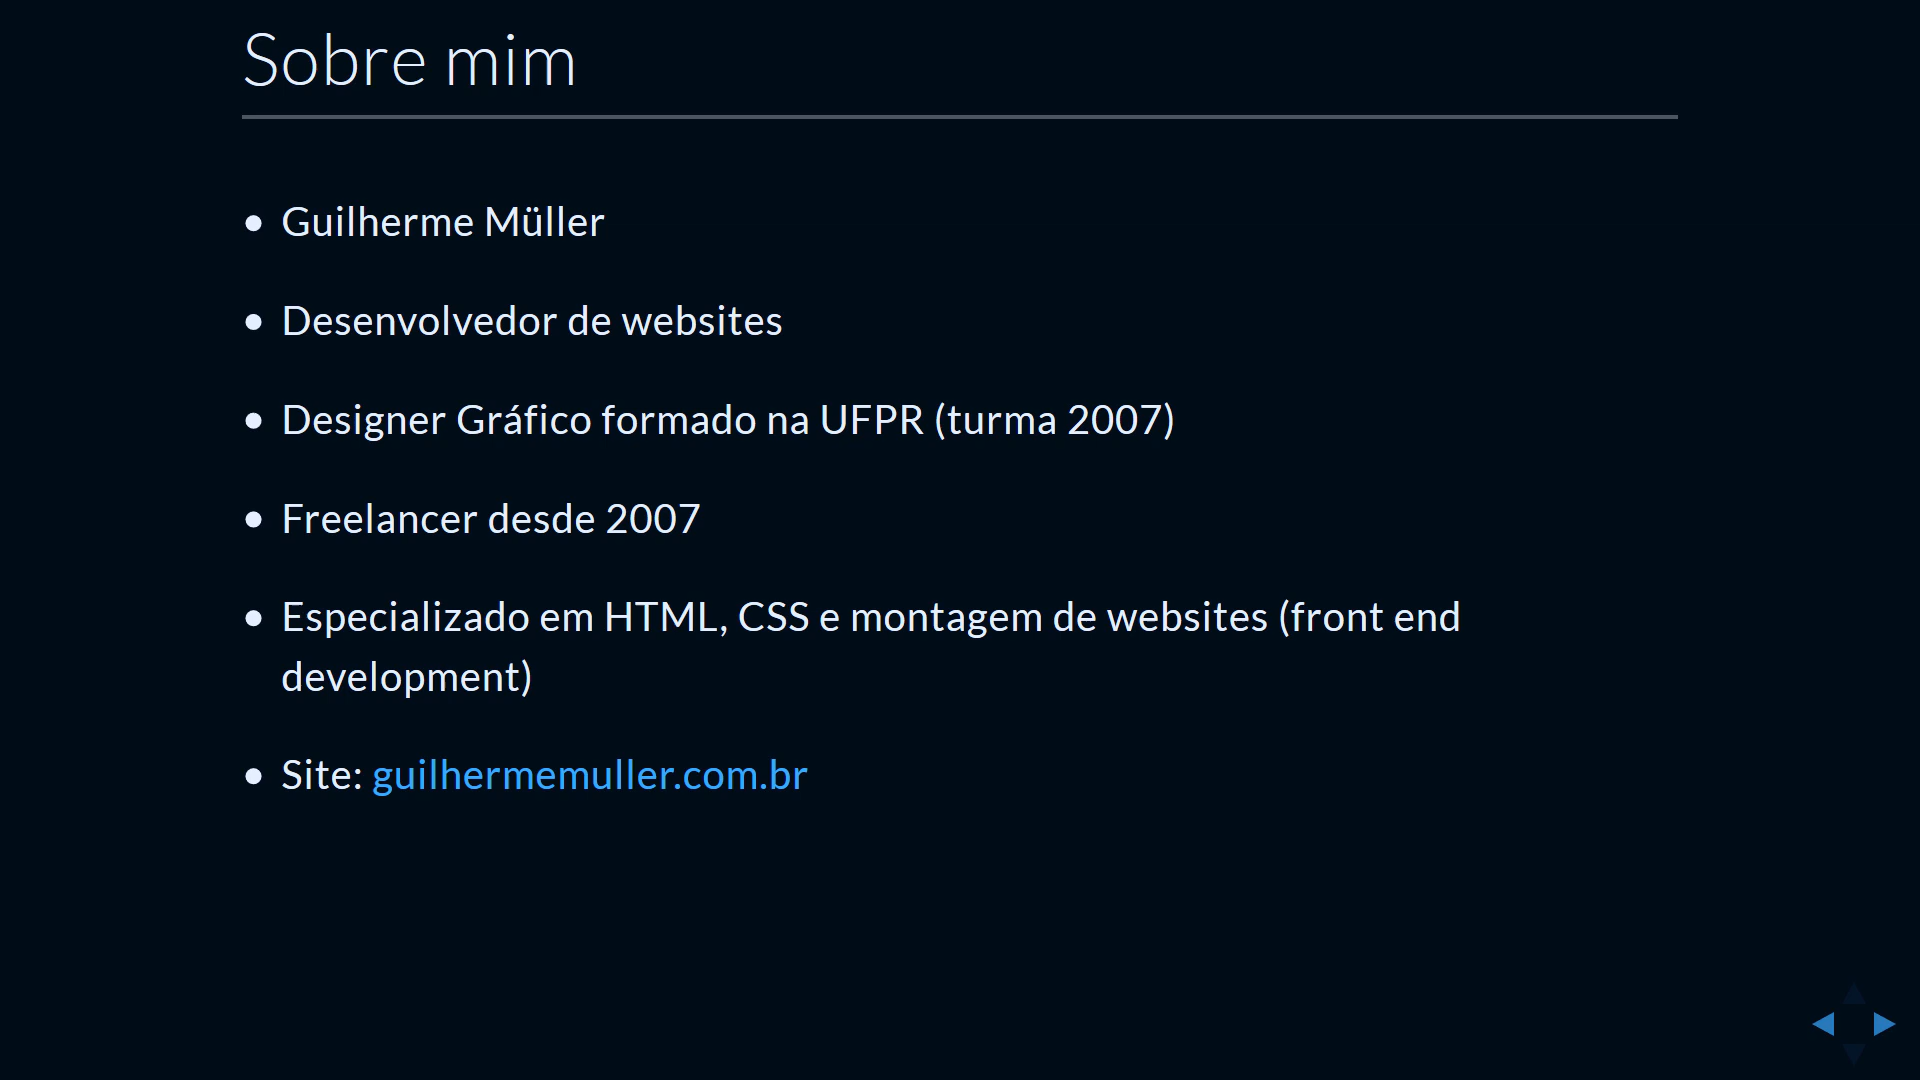 Sobre mim
• Guilherme Müller
• Desenvolvedor de websites
• Designer Gráfico formado na UFPR (turma 2007)
• Freelancer desde 2007
• Especializado em HTML, CSS e montagem de websites (front end
development)
• Site: guilhermemuller.com.br